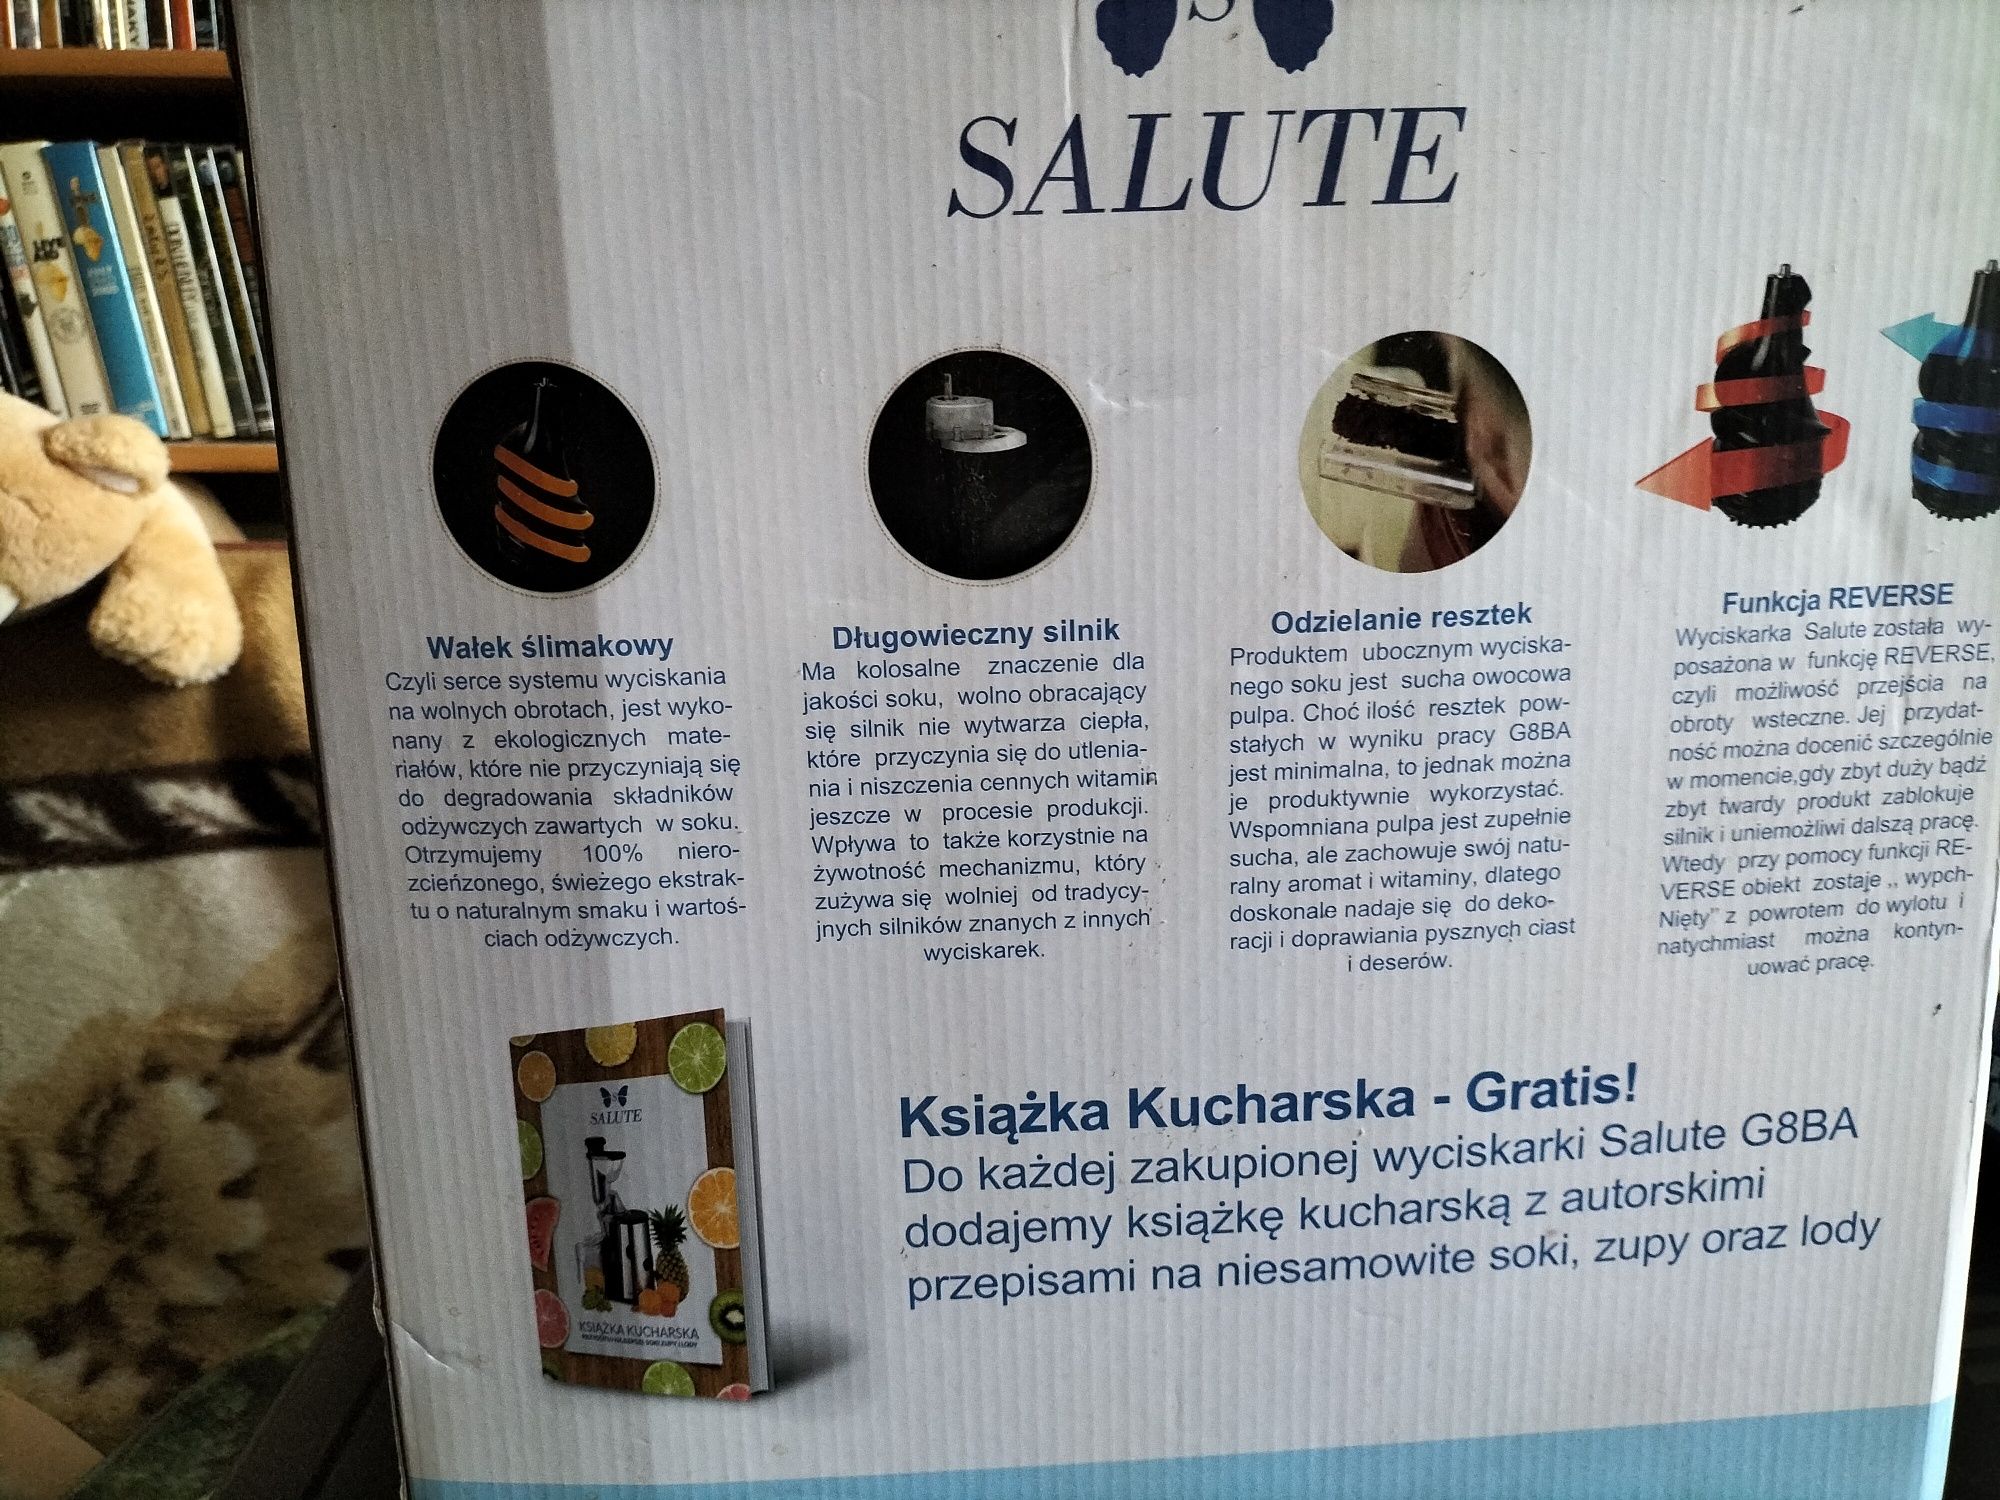 S
SALUTE
Wałek ślimakowy
Czyli serce systemu wyciskania
na wolnych obrotach, jest wyko-
nany z ekologicznych mate-
riałów, które nie przyczyniają się
do degradowania składników
odżywczych zawartych w soku.
Otrzymujemy 100% niero-
zcieńzonego, świeżego ekstrak-
tu o naturalnym smaku i wartoś-
ciach odżywczych.
Długowieczny silnik
Ma kolosalne znaczenie dla
jakości soku, wolno obracający
się silnik nie wytwarza ciepła,
które przyczynia się do utlenia-
nia i niszczenia cennych witamin
jeszcze w procesie produkcji.
Wpływa to także korzystnie na
żywotność mechanizmu, który
zużywa się wolniej od tradycy-
jnych silników znanych z innych
wyciskarek.
Odzielanie resztek
Produktem ubocznym wyciska-
nego soku jest sucha owocowa
pulpa. Choć ilość resztek pow-
stałych w wyniku pracy G8BA
jest minimalna, to jednak można
je produktywnie wykorzystać.
Wspomniana pulpa jest zupełnie
sucha, ale zachowuje swój natu-
ralny aromat i witaminy, dlatego
doskonale nadaje się do deko-
racji i doprawiania pysznych ciast
i deserów.
Funkcja REVERSE
Wyciskarka Salute została wy-
posażona w funkcję REVERSE,
czyli możliwość przejścia na
obroty wsteczne. Jej przydat-
ność można docenić szczególnie
w momencie,gdy zbyt duży bądź
zbyt twardy produkt zablokuje
silnik i uniemożliwi dalszą pracę.
Wtedy przy pomocy funkcji RE-
VERSE obiekt zostaje ,, wypch-
Nięty" z powrotem do wylotu i
natychmiast można kontyn-
uować pracę.
SALUTE
KSIĄŻKA KUCHARSKA
Książka Kucharska - Gratis!
Do każdej zakupionej wyciskarki Salute G8BA
dodajemy książkę kucharską z autorskimi
przepisami na niesamowite soki, zupy oraz lody
LIVE
AID